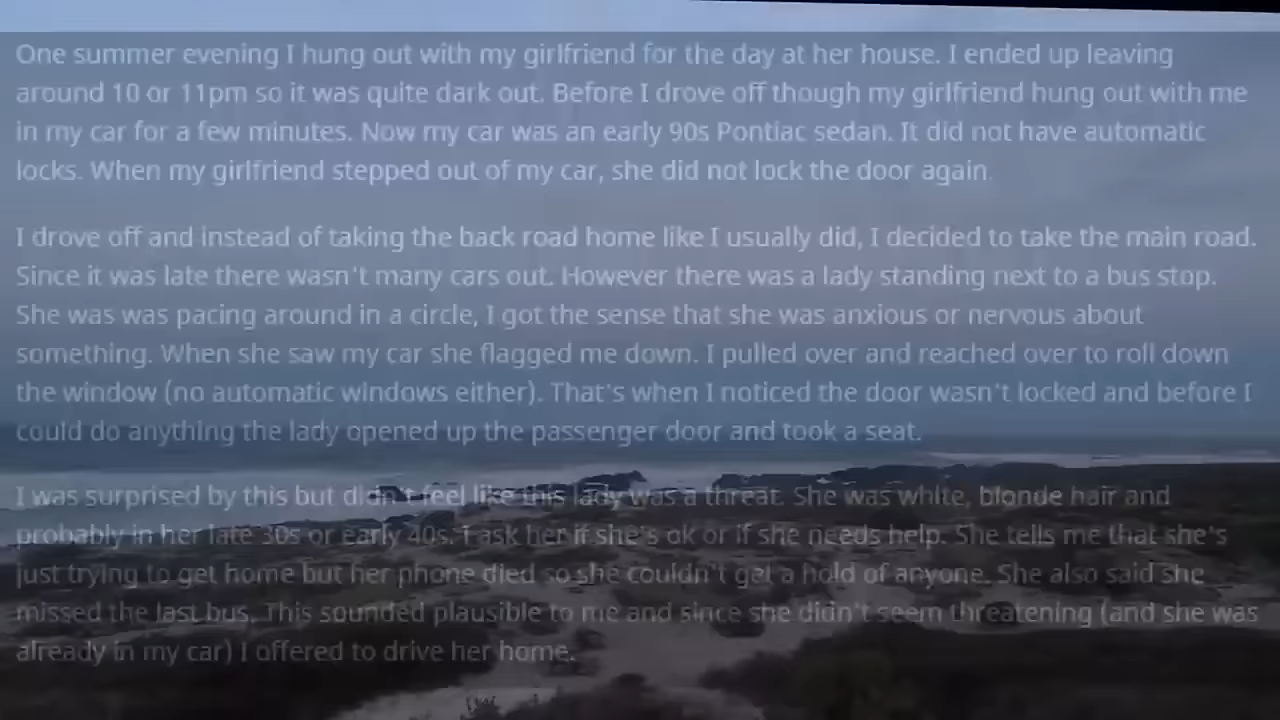 One summer evening I hung out with my girlfriend for the day at her house. I ended up leaving
around 10 or 11pm so it was quite dark out. Before I drove off though my girlfriend hung out with me
in my car for a few minutes. Now my car was an early 90s Pontiac sedan. It did not have automatic
locks. When my girlfriend stepped out of my car, she did not lock the door again.
I drove off and instead of taking the back road home like I usually did, I decided to take the main road.
Since it was late there wasn't many cars out. However there was a lady standing next to a bus stop.
She was was pacing around in a circle, I got the sense that she was anxious or nervous about
something. When she saw my car she flagged me down. I pulled over and reached over to roll down
the window (no automatic windows either). That's when I noticed the door wasn't locked and before I
could do anything the lady opened up the passenger door and took a seat.
I was surprised by this but didn't feel like this lady was a threat. She was white, blonde hair and
probably in her late 30s or early 40s. I ask her if she's ok or if she needs help. She tells me that she's
just trying to get home but her phone died so she couldn't get a hold of anyone. She also said she
missed the last bus. This sounded plausible to me and since she didn't seem threatening (and she was
already in my car) I offered to drive her home.